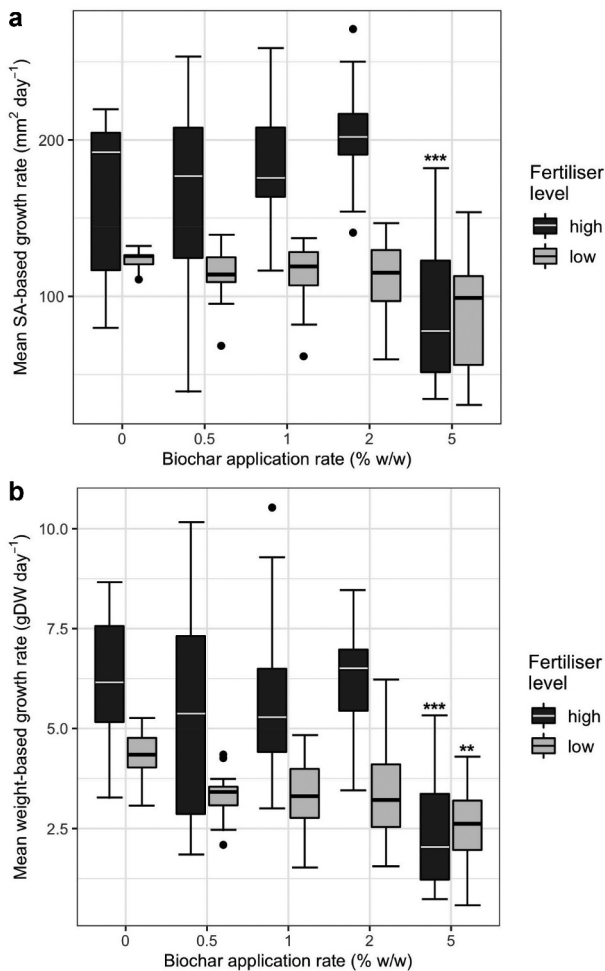 a
Mean SA-based growth rate (mm² day⁻¹)
200
100
***
0
0.5
1
2
5
Biochar application rate (% w/w)
Fertiliser
level
high
low
b
Mean weight-based growth rate (gDW day⁻¹)
10.0
7.5
5.0
2.5
***
**
0
0.5
1
2
5
Biochar application rate (% w/w)
Fertiliser
level
high
low